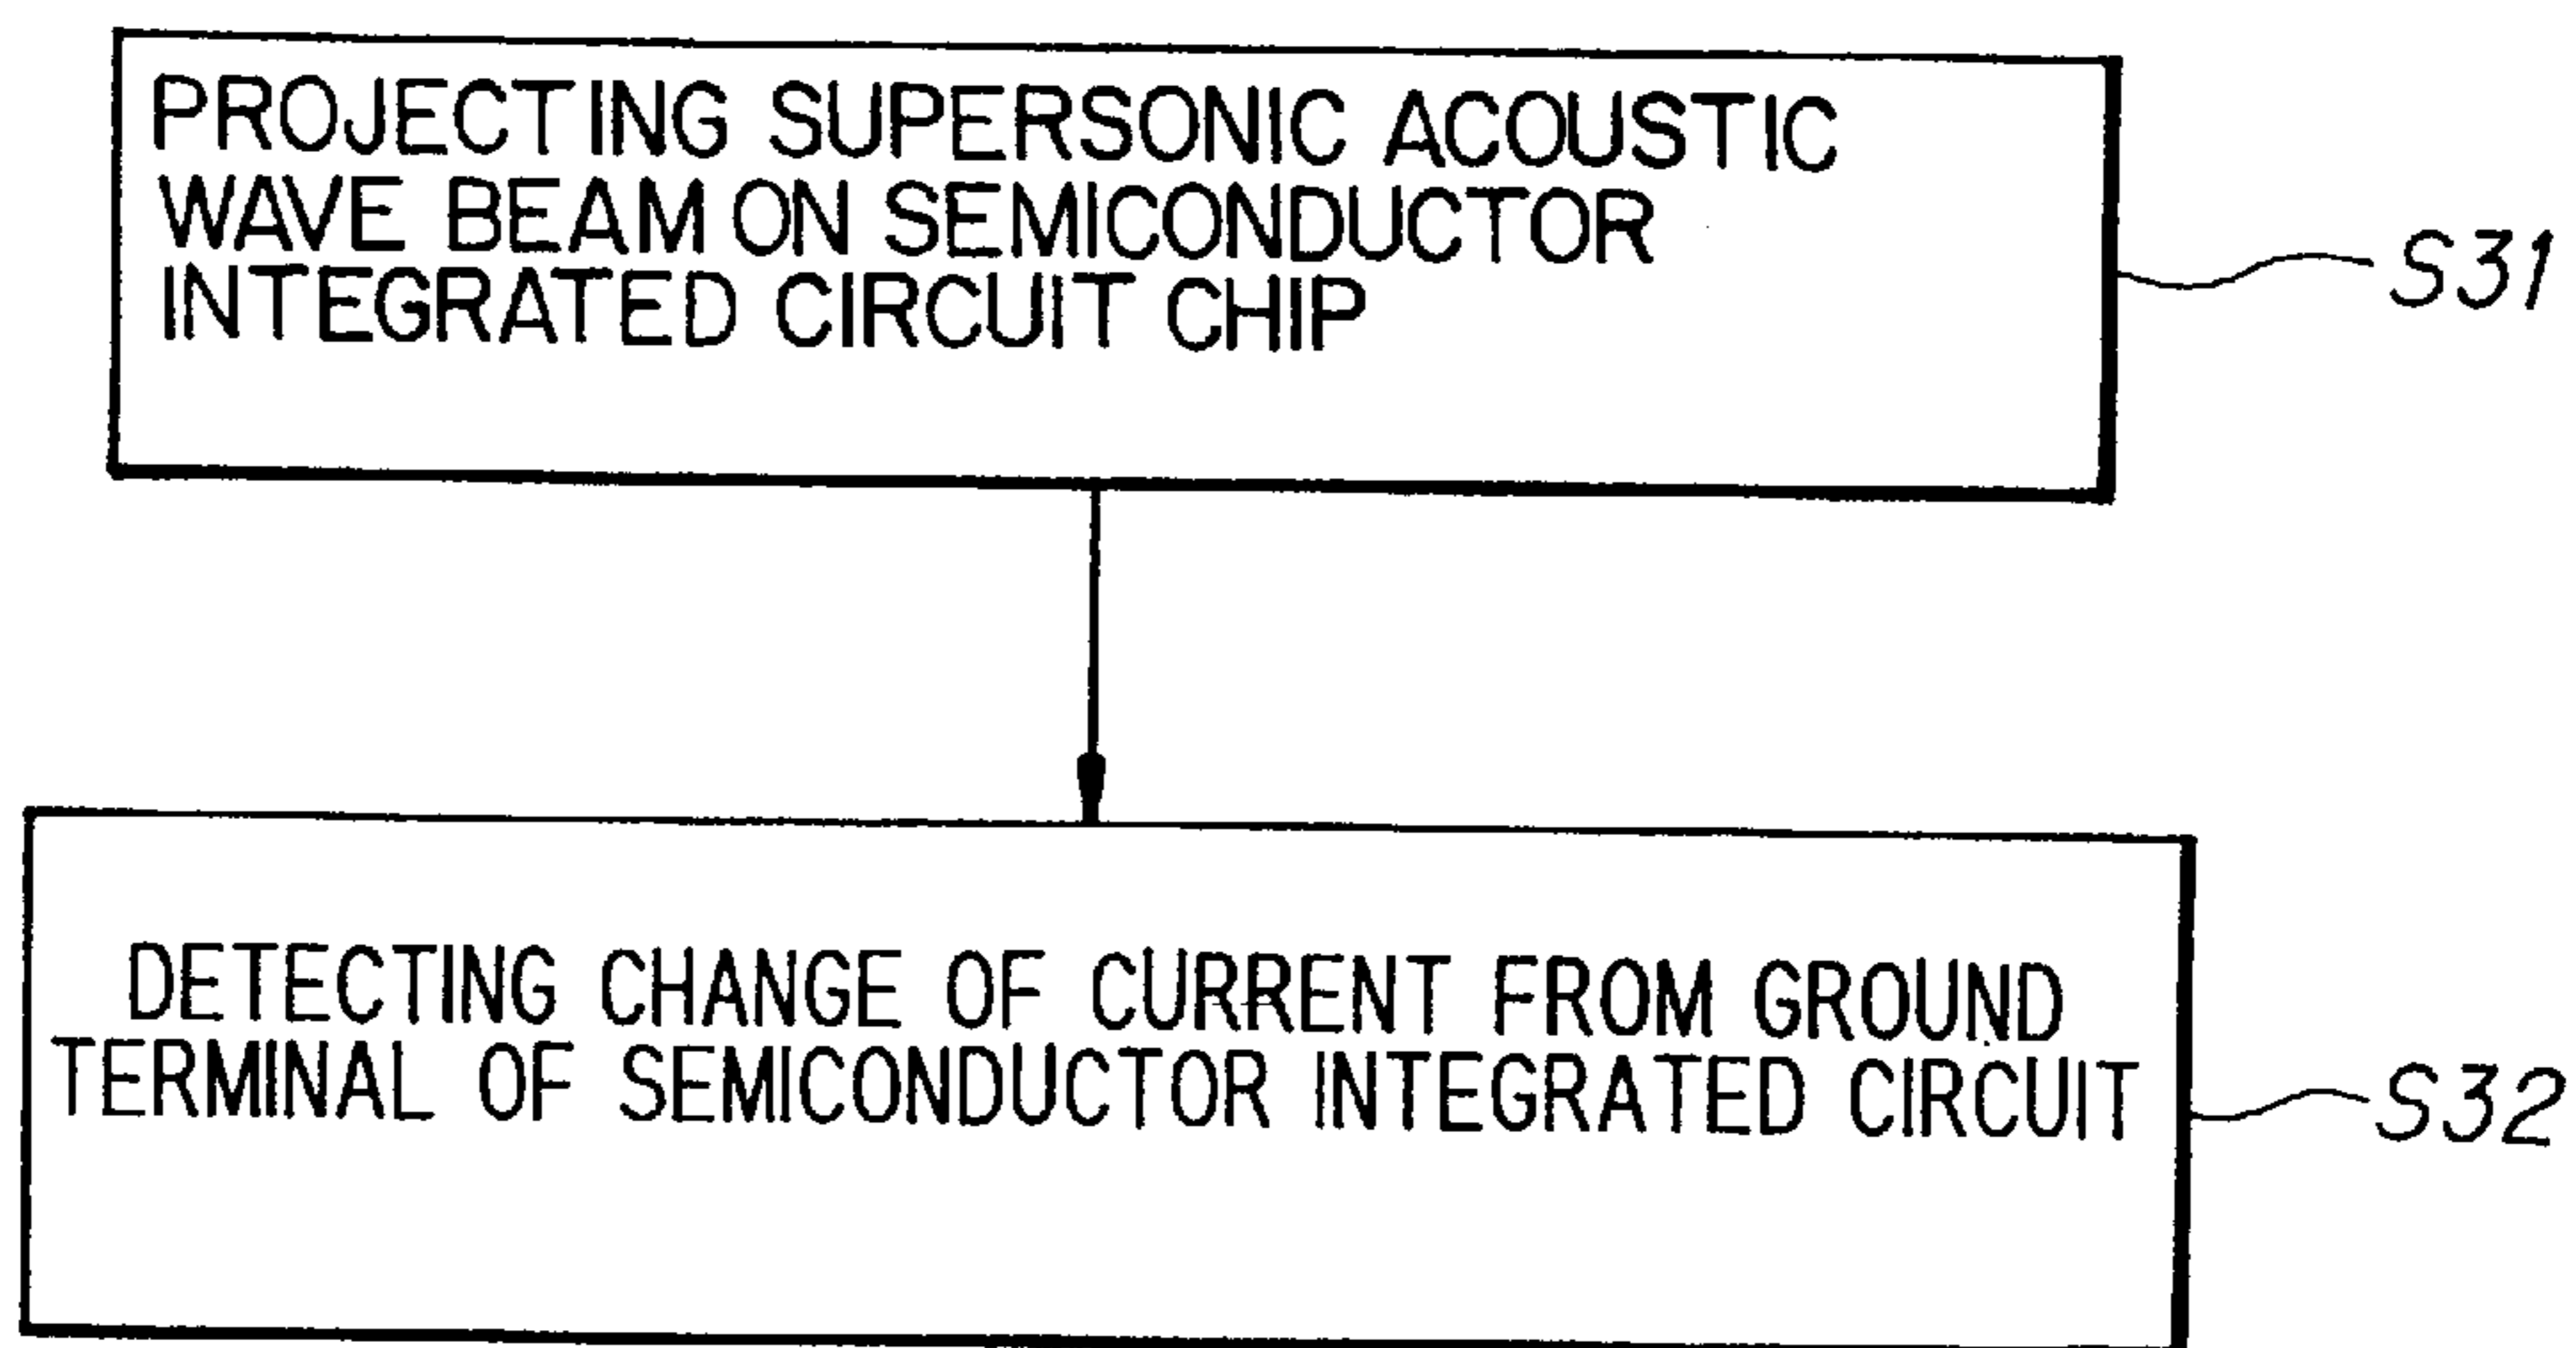 PROJECTING SUPERSONIC ACOUSTIC
WAVE BEAM ON SEMICONDUCTOR
INTEGRATED CIRCUIT CHIP
S31
DETECTING CHANGE OF CURRENT FROM GROUND
TERMINAL OF SEMICONDUCTOR INTEGRATED CIRCUIT
S32